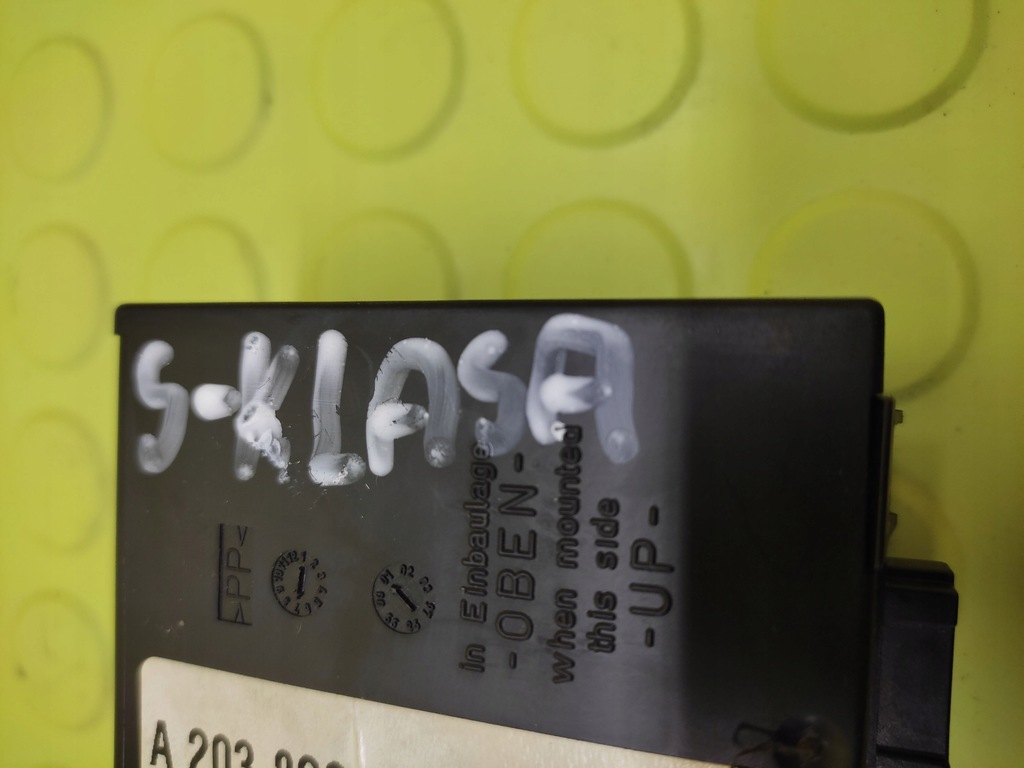 S-KLASA
in Einbaulage
- OBEN -
when mounted
this side
- UP -
>PP<
A 203